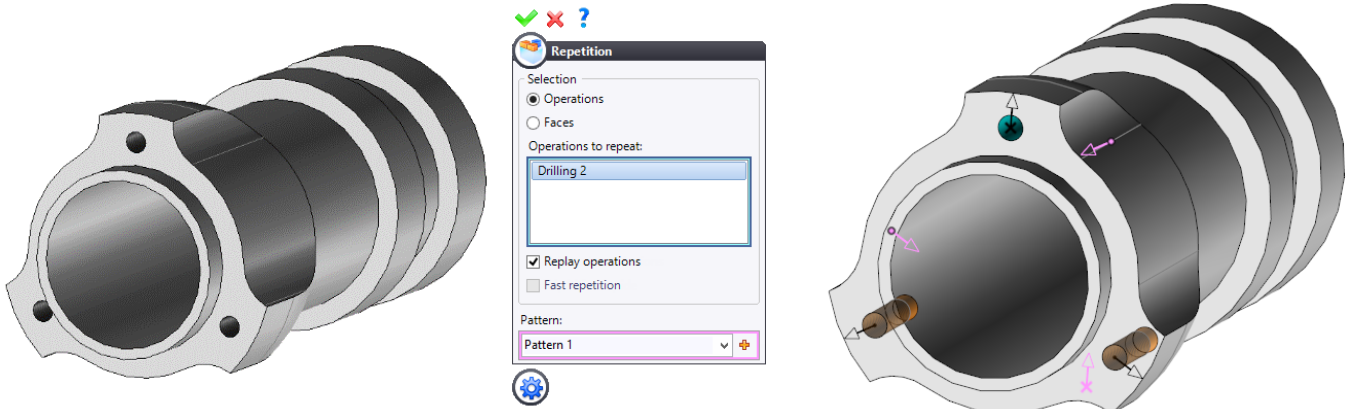 ?
Repetition
Selection
Operations
Faces
Operations to repeat:
Drilling 2
Replay operations
Fast repetition
Pattern:
Pattern 1